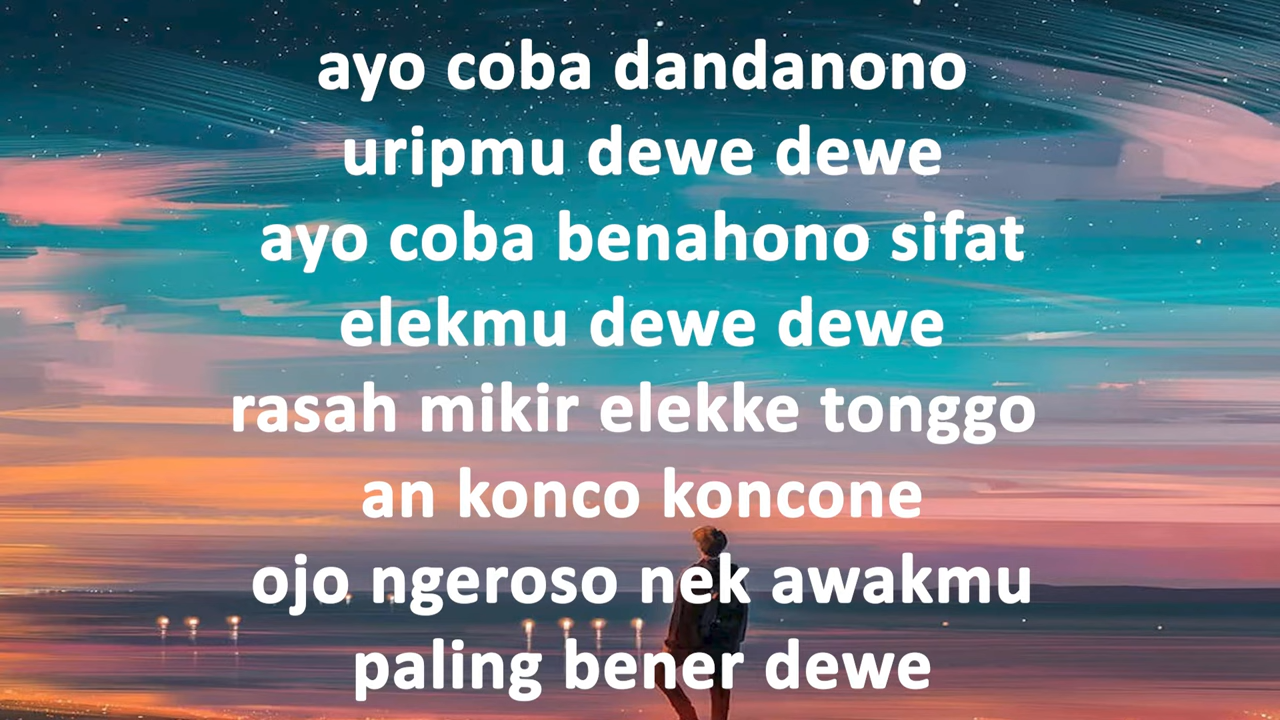 ayo coba dandanono
uripmu dewe dewe
ayo coba benahono sifat
elekmu dewe dewe
rasah mikir elekke tonggo
an konco koncone
ojo ngeroso nek awakmu
paling bener dewe